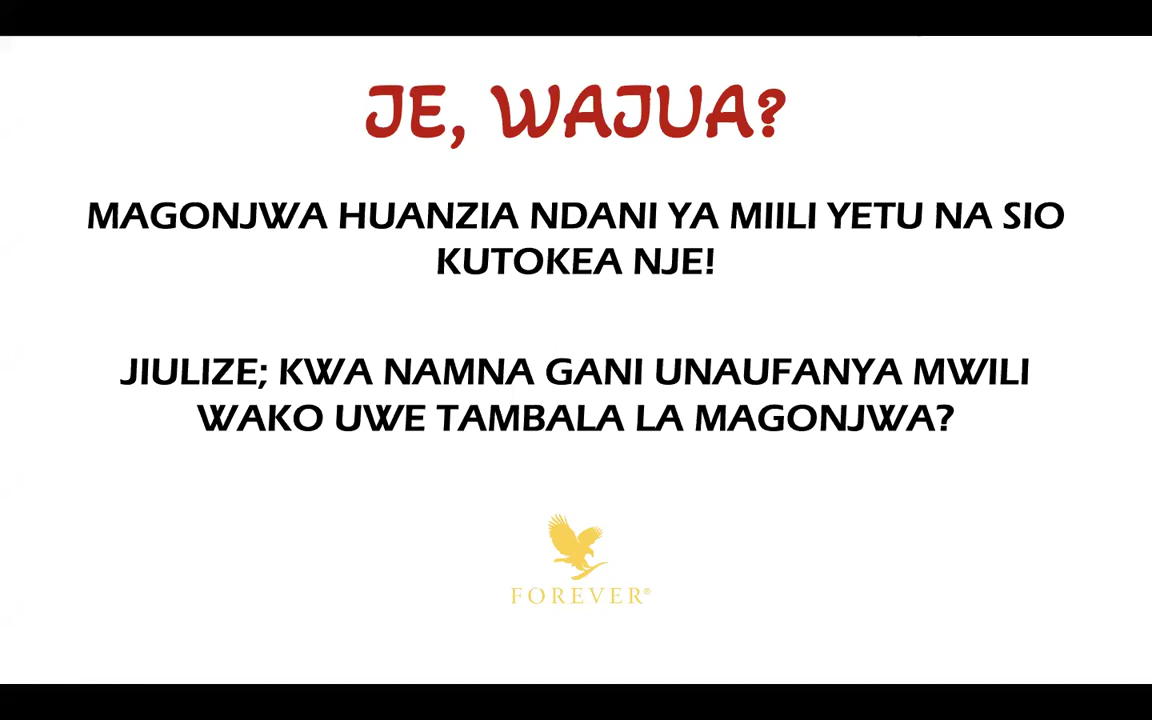 JE, WAJUA?
MAGONJWA HUANZIA NDANI YA MIILI YETU NA SIO
KUTOKEA NJE!
JIULIZE; KWA NAMNA GANI UNAUFANYA MWILI
WAKO UWE TAMBALA LA MAGONJWA?
FOREVER®